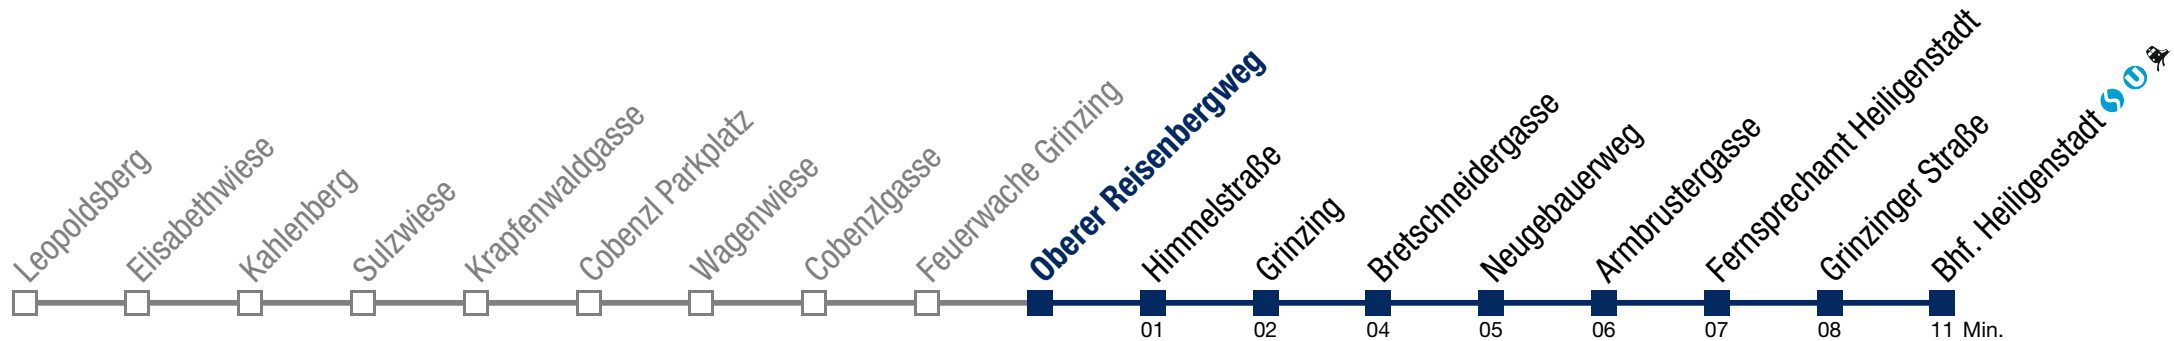 Leopoldsberg
Elisabethwiese
Kahlenberg
Sulzwiese
Krapfenwaldgasse
Cobenzl Parkplatz
Wagenwiese
Cobenzlgasse
Feuerwache Grinzing
Oberer Reisenbergweg
Himmelstraße
Grinzing
Bretschneidergasse
Neugebauerweg
Armbrustergasse
Fernsprechamt Heiligenstadt
Grinzinger Straße
Bhf. Heiligenstadt S U
01 02 04 05 06 07 08 11 Min.